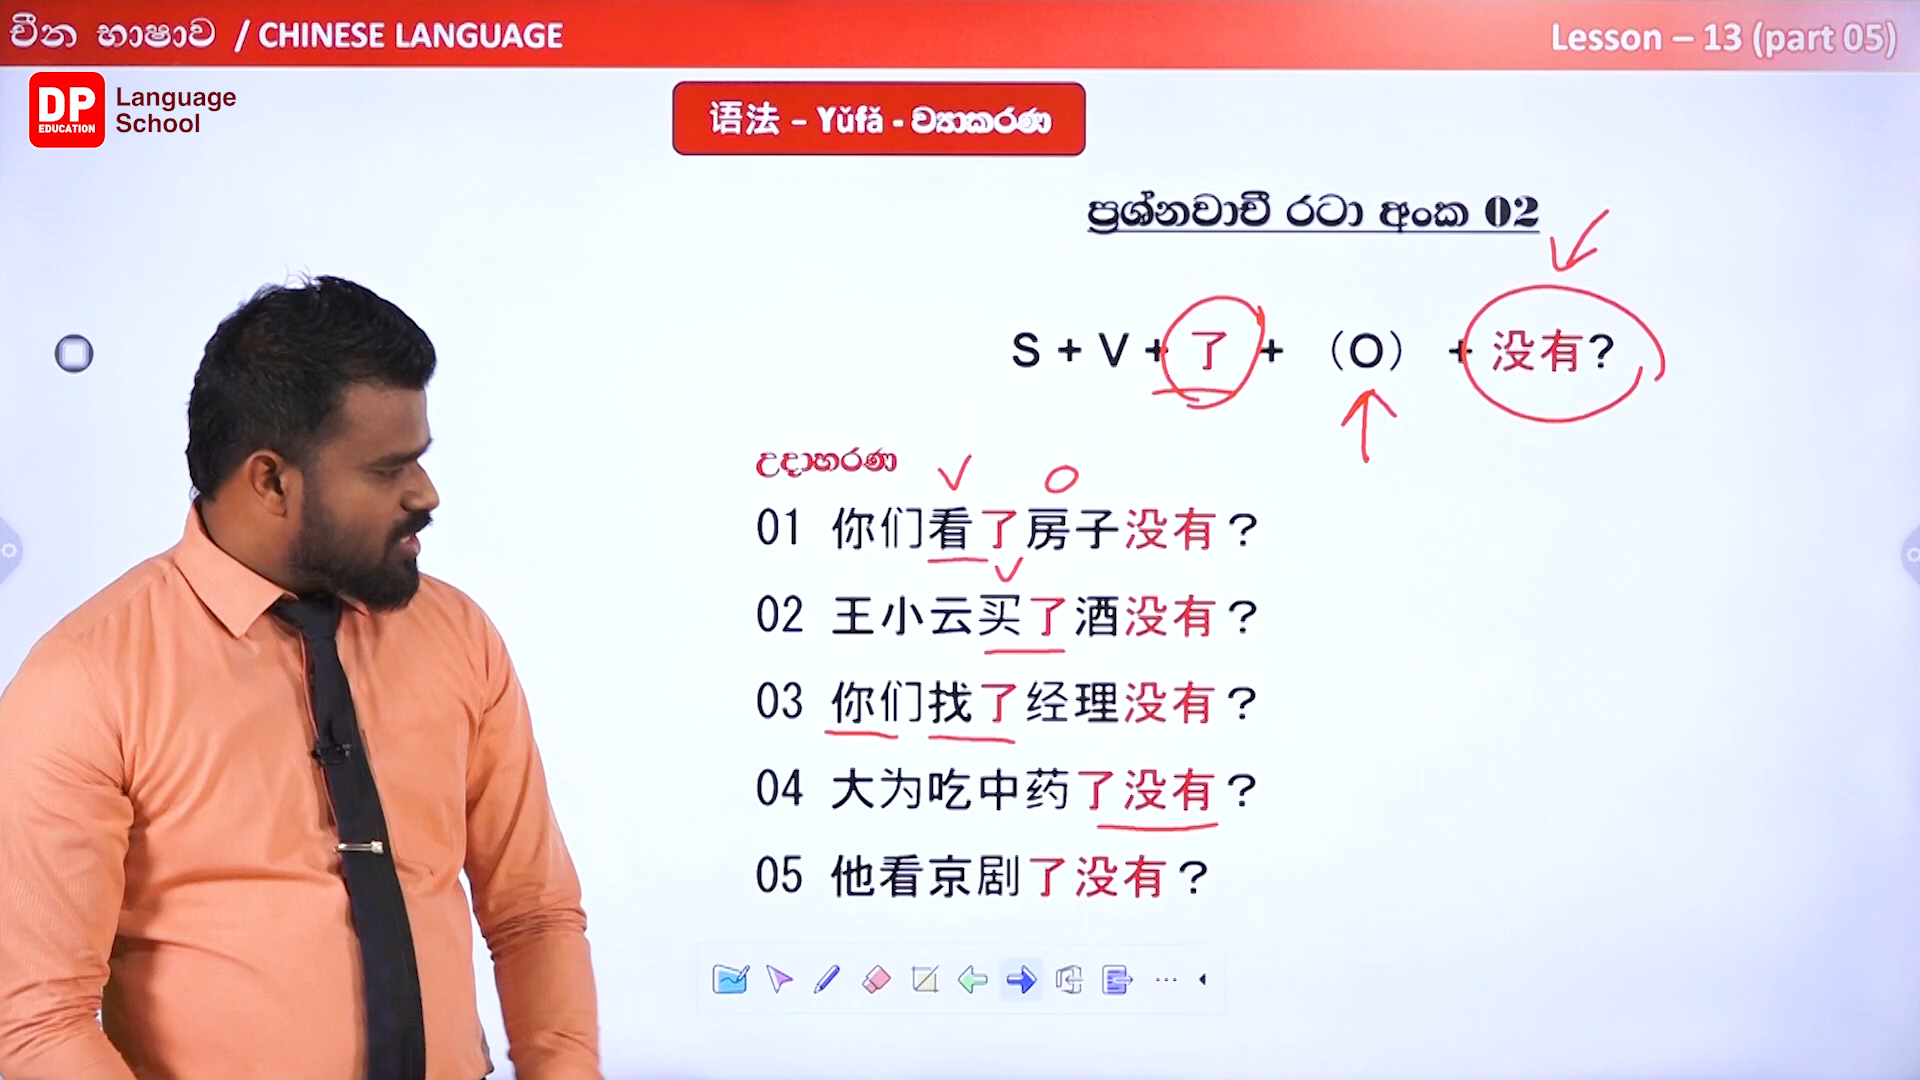 චීන භාෂාව / CHINESE LANGUAGE
Lesson – 13 (part 05)
DP
EDUCATION
Language
School
语法 – Yǔfǎ - ව්‍යාකරණ
ප්‍රශ්නවාචී රටා අංක 02
S + V + 了 + （O） + 没有?
උදාහරණ
V O
01 你们看了房子没有？
V
02 王小云买了酒没有？
03 你们找了经理没有？
04 大为吃中药了没有？
05 他看京剧了没有？